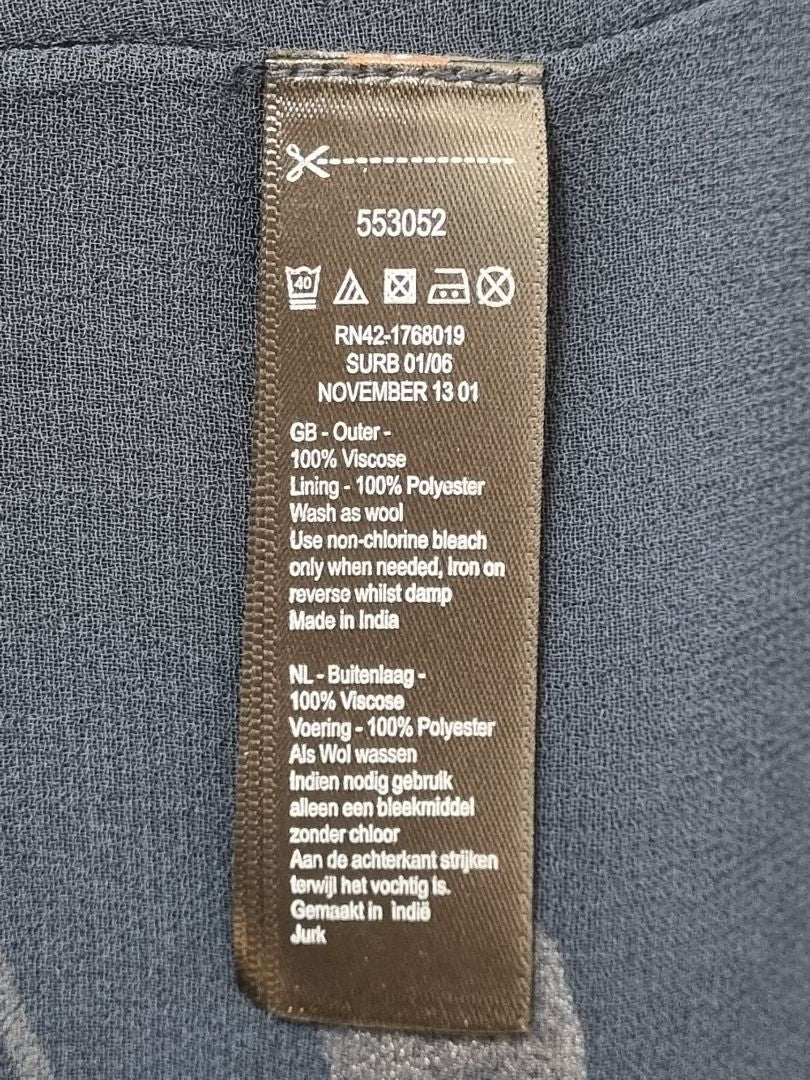 553052
40
RN42-1768019
SURB 01/06
NOVEMBER 13 01
GB - Outer -
100% Viscose
Lining - 100% Polyester
Wash as wool
Use non-chlorine bleach
only when needed, Iron on
reverse whilst damp
Made in India
NL - Buitenlaag -
100% Viscose
Voering - 100% Polyester
Als Wol wassen
Indien nodig gebruik
alleen een bleekmiddel
zonder chloor
Aan de achterkant strijken
terwijl het vochtig is.
Gemaakt in indië
Jurk